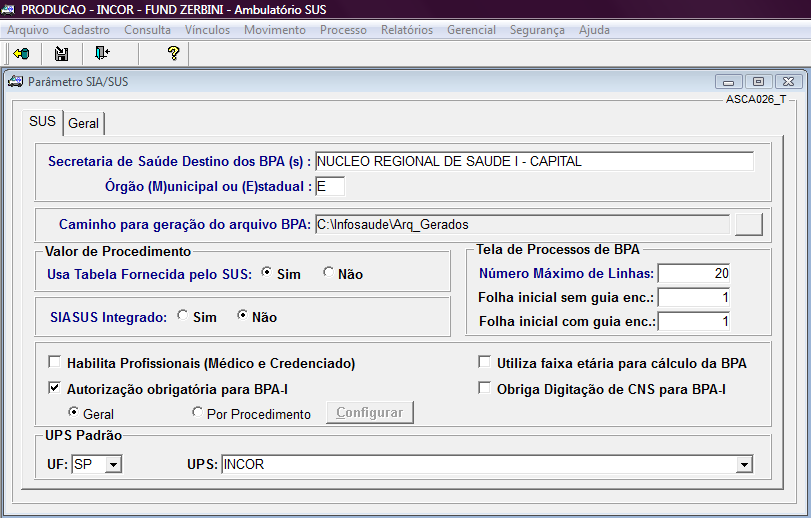 PRODUCAO - INCOR - FUND ZERBINI - Ambulatório SUS
Arquivo Cadastro Consulta Vínculos Movimento Processo Relatórios Gerencial Segurança Ajuda
Parâmetro SIA/SUS
ASCA026_T
SUS Geral
Secretaria de Saúde Destino dos BPA (s) : NUCLEO REGIONAL DE SAUDE I - CAPITAL
Órgão (M)unicipal ou (E)stadual : E
Caminho para geração do arquivo BPA: C:\Infosaude\Arq_Gerados
Valor de Procedimento
Usa Tabela Fornecida pelo SUS: Sim Não
Tela de Processos de BPA
Número Máximo de Linhas: 20
Folha inicial sem guia enc.: 1
Folha inicial com guia enc.: 1
SIASUS Integrado: Sim Não
Habilita Profissionais (Médico e Credenciado)
Utiliza faixa etária para cálculo da BPA
Autorização obrigatória para BPA-I
Obriga Digitação de CNS para BPA-I
Geral Por Procedimento Configurar
UPS Padrão
UF: SP UPS: INCOR